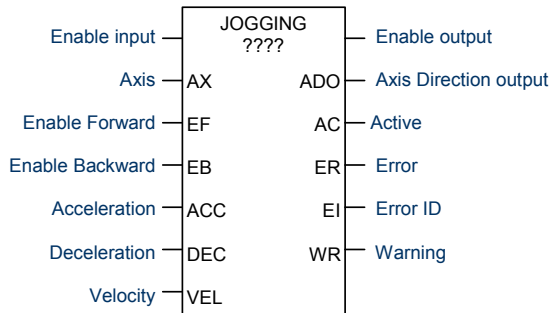 JOGGING
????
Enable input Enable output
Axis AX ADO Axis Direction output
Enable Forward EF AC Active
Enable Backward EB ER Error
Acceleration ACC EI Error ID
Deceleration DEC WR Warning
Velocity VEL